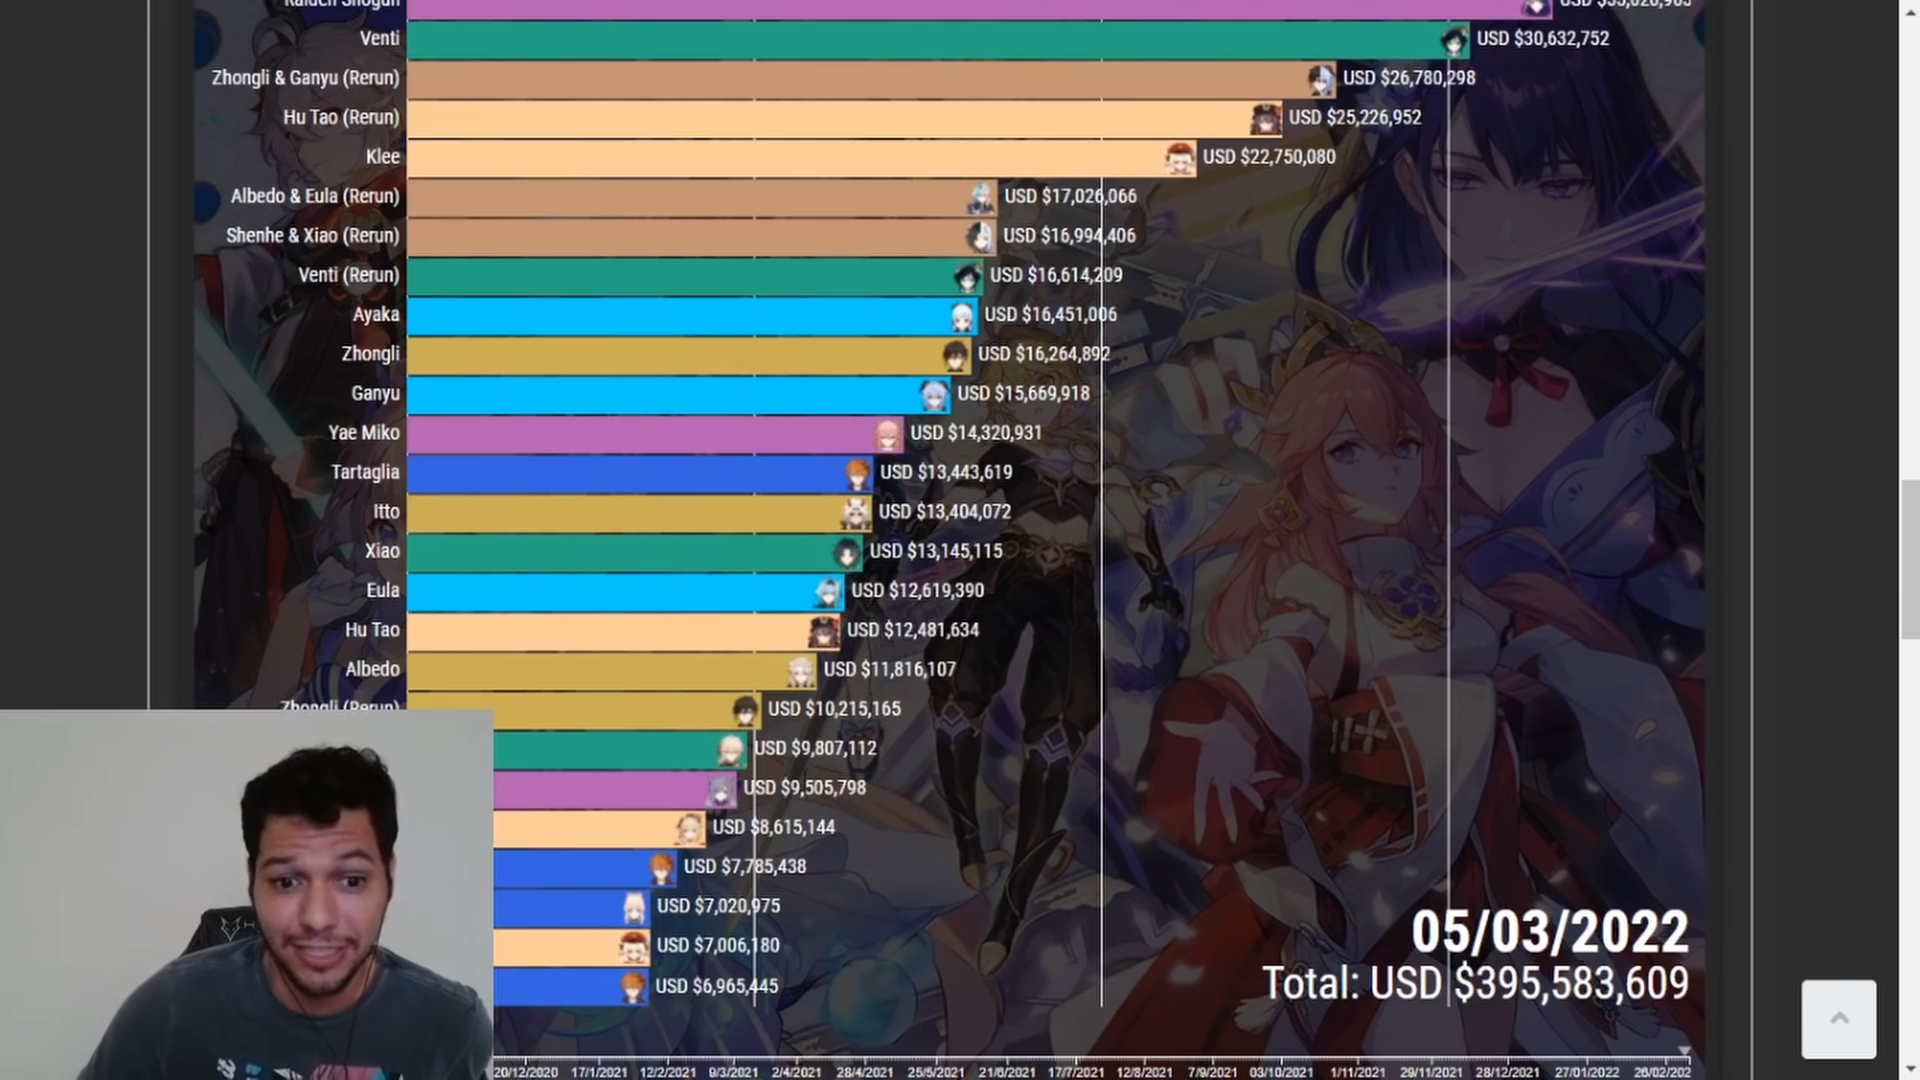 Raiden Shogun
Venti USD $30,632,752
Zhongli & Ganyu (Rerun) USD $26,780,298
Hu Tao (Rerun) USD $25,226,952
Klee USD $22,750,080
Albedo & Eula (Rerun) USD $17,026,066
Shenhe & Xiao (Rerun) USD $16,994,406
Venti (Rerun) USD $16,614,209
Ayaka USD $16,451,006
Zhongli USD $16,264,892
Ganyu USD $15,669,918
Yae Miko USD $14,320,931
Tartaglia USD $13,443,619
Itto USD $13,404,072
Xiao USD $13,145,115
Eula USD $12,619,390
Hu Tao USD $12,481,634
Albedo USD $11,816,107
Zhongli (Rerun) USD $10,215,165
USD $9,807,112
USD $9,505,798
USD $8,615,144
USD $7,785,438
USD $7,020,975
USD $7,006,180
USD $6,965,445
05/03/2022
Total: USD $395,583,609
20/12/2020 17/1/2021 12/2/2021 9/3/2021 2/4/2021 28/4/2021 25/5/2021 21/6/2021 17/7/2021 12/8/2021 7/9/2021 03/10/2021 1/11/2021 29/11/2021 28/12/2021 27/01/2022 26/02/202